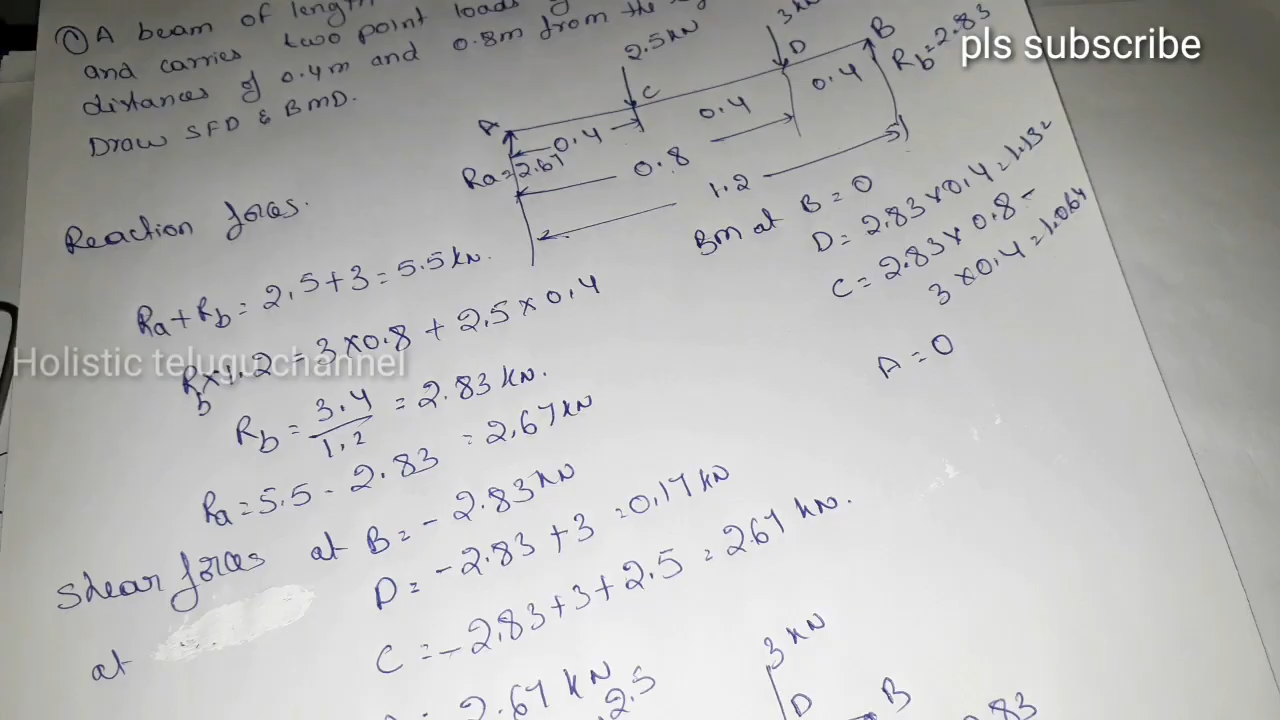 ① A beam of length
and carries two point loads
distances of 0.4m and 0.8m from the
Draw SFD & BMD.
2.5kN
3kN
A
C
D
B
0.4
0.4
0.4
Ra=2.67
Rb=2.83
0.8
1.2
pls subscribe
Reaction forces.
Ra+Rb= 2.5+3=5.5kN.
Rb×1.2 = 3×0.8 + 2.5×0.4
Holistic telugu channel
Rb= 3.4/1.2 = 2.83 kN.
Ra=5.5-2.83 = 2.67kN
BM at B=0
D= 2.83×0.4=1.132
C= 2.83×0.8-
3×0.4=1.064
A=0
Shear forces at B= -2.83kN
D= -2.83+3 =0.17kN
at
C =-2.83+3+2.5 = 2.67 kN.
2.67 kN
2.5
3kN
D
B